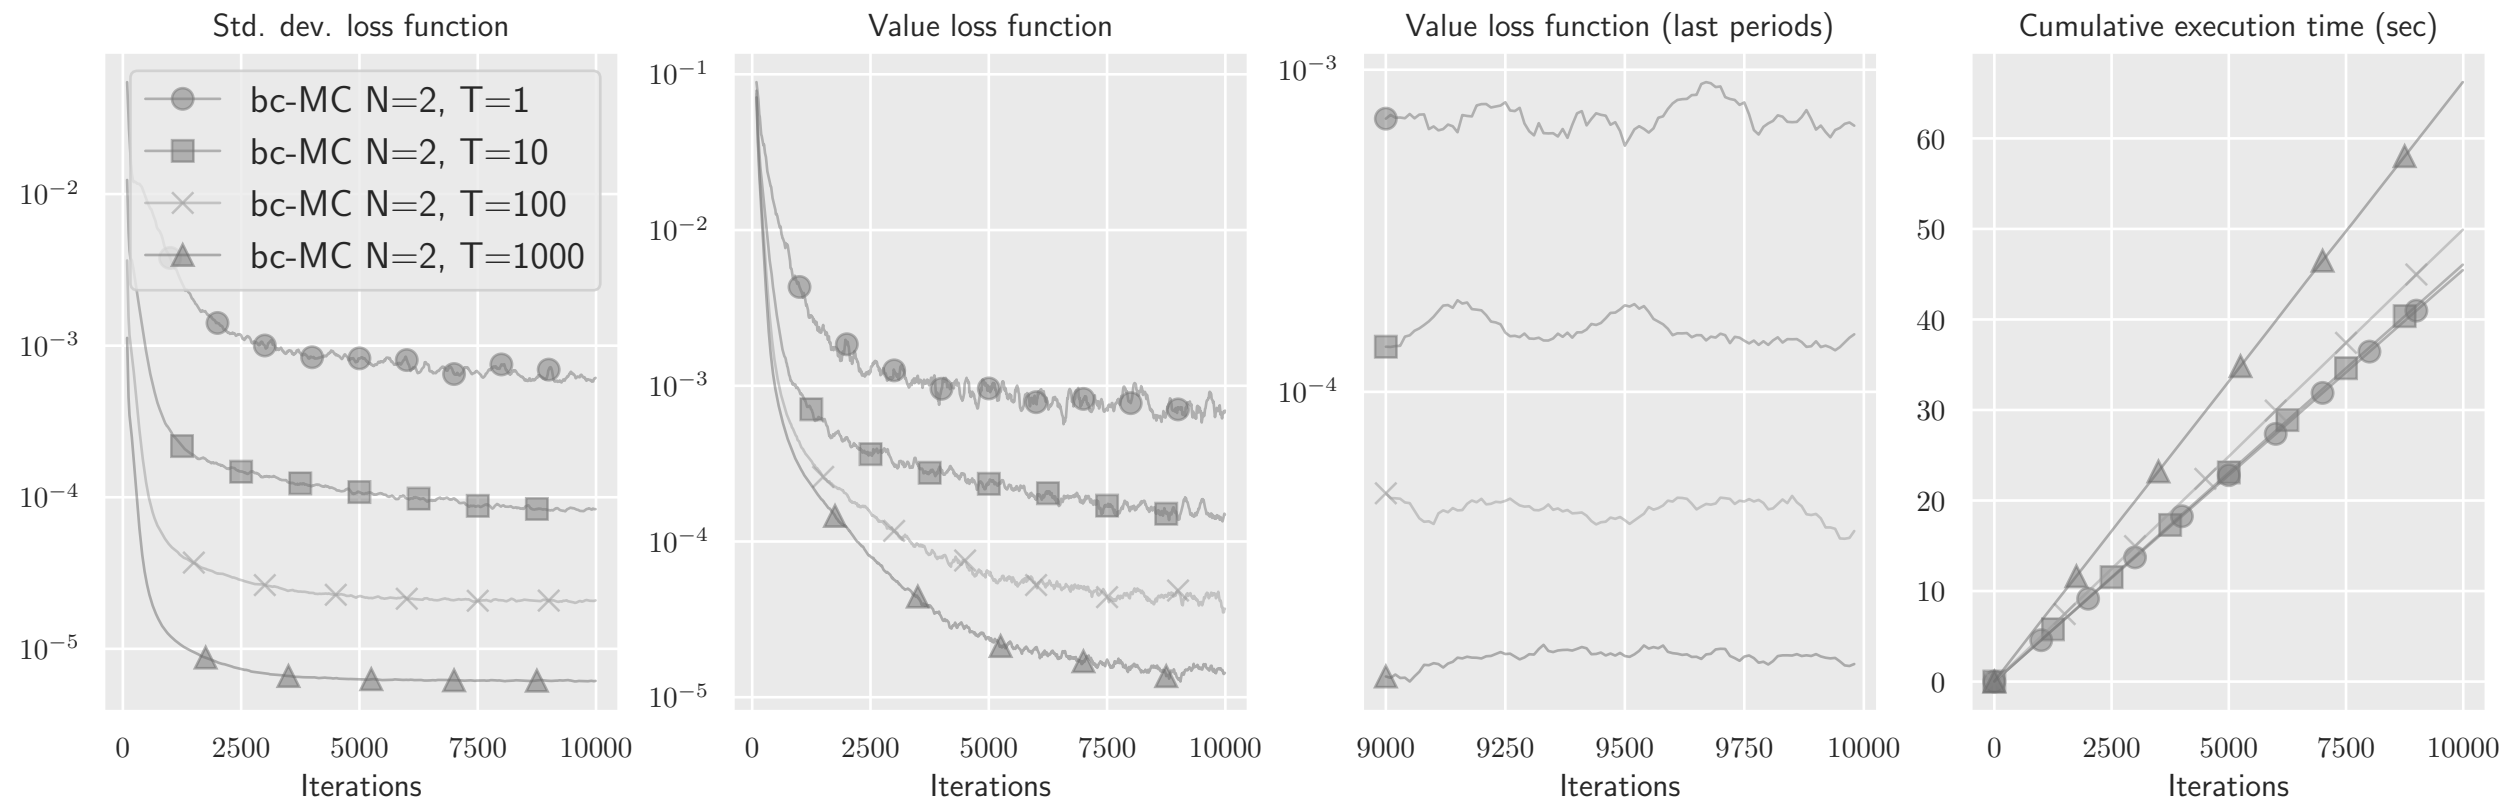 Std. dev. loss function
10⁻²
10⁻³
10⁻⁴
10⁻⁵
bc-MC N=2, T=1
bc-MC N=2, T=10
bc-MC N=2, T=100
bc-MC N=2, T=1000
0 2500 5000 7500 10000
Iterations
Value loss function
10⁻¹
10⁻²
10⁻³
10⁻⁴
10⁻⁵
0 2500 5000 7500 10000
Iterations
Value loss function (last periods)
10⁻³
10⁻⁴
9000 9250 9500 9750 10000
Iterations
Cumulative execution time (sec)
60
50
40
30
20
10
0
0 2500 5000 7500 10000
Iterations